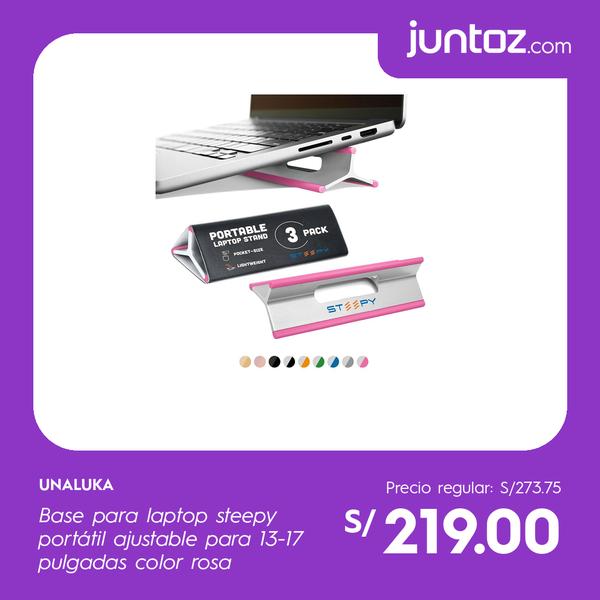 juntoz.com
PORTABLE
LAPTOP STAND
3 PACK
POCKET-SIZE
LIGHTWEIGHT
STEEPY
STEEPY
UNALUKA
Base para laptop steepy
portátil ajustable para 13-17
pulgadas color rosa
Precio regular: S/273.75
S/219.00